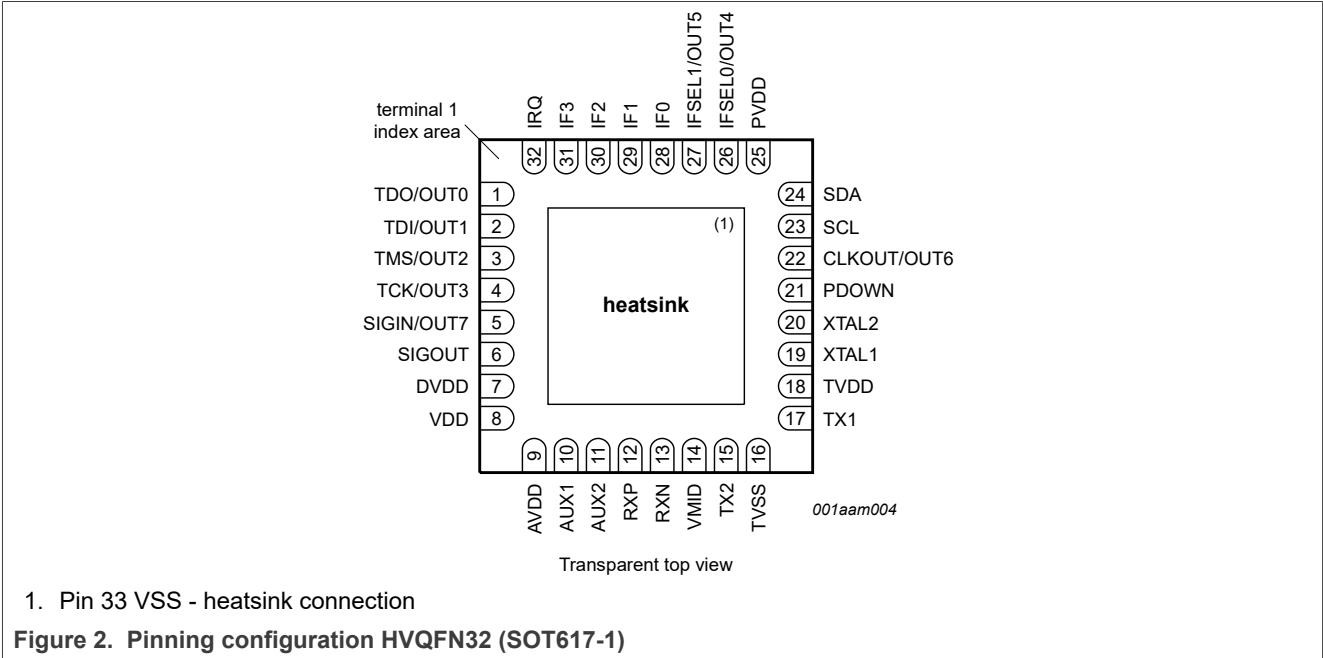 IRQ
IF3
IF2
IF1
IF0
IFSEL1/OUT5
IFSEL0/OUT4
PVDD
terminal 1
index area
32 31 30 29 28 27 26 25
TDO/OUT0 1
TDI/OUT1 2
TMS/OUT2 3
TCK/OUT3 4
SIGIN/OUT7 5
SIGOUT 6
DVDD 7
VDD 8
(1)
heatsink
24 SDA
23 SCL
22 CLKOUT/OUT6
21 PDOWN
20 XTAL2
19 XTAL1
18 TVDD
17 TX1
9 10 11 12 13 14 15 16
AVDD
AUX1
AUX2
RXP
RXN
VMID
TX2
TVSS
001aam004
Transparent top view
1. Pin 33 VSS - heatsink connection
Figure 2. Pinning configuration HVQFN32 (SOT617-1)